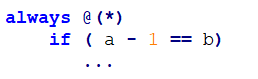 always @(*)
if ( a - 1 == b)
...